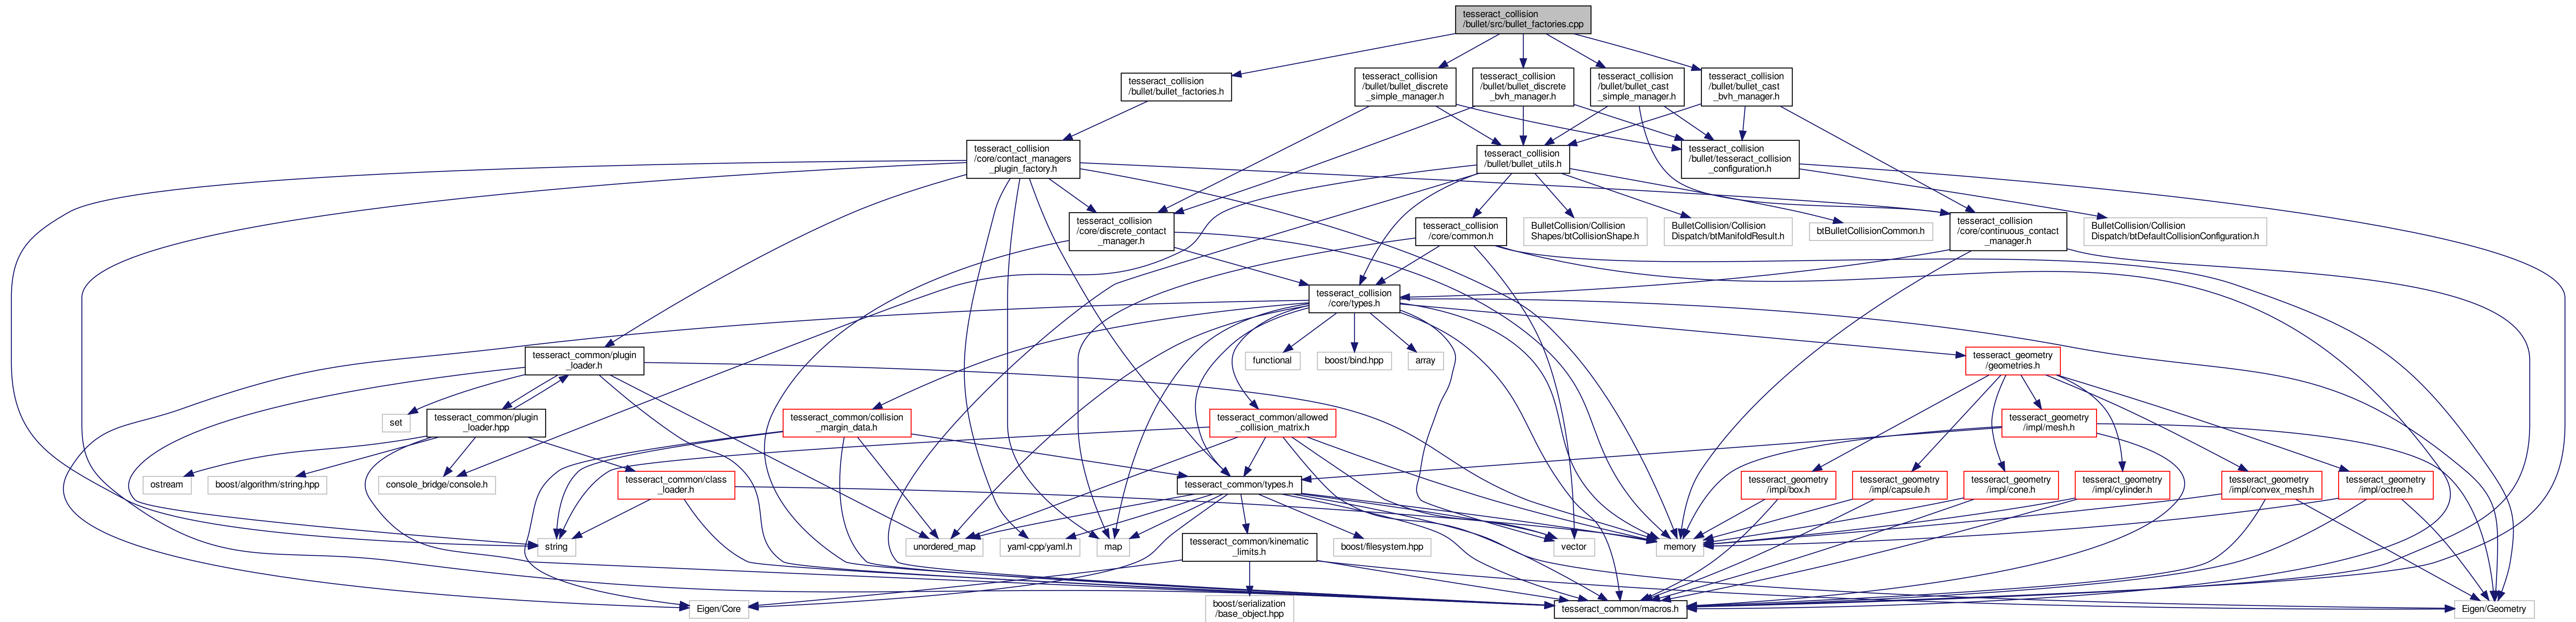 tesseract_collision
/bullet/src/bullet_factories.cpp
tesseract_collision
/bullet/bullet_factories.h
tesseract_collision
/bullet/bullet_discrete
_simple_manager.h
tesseract_collision
/bullet/bullet_discrete
_bvh_manager.h
tesseract_collision
/bullet/bullet_cast
_simple_manager.h
tesseract_collision
/bullet/bullet_cast
_bvh_manager.h
tesseract_collision
/core/contact_managers
_plugin_factory.h
tesseract_collision
/bullet/bullet_utils.h
tesseract_collision
/bullet/tesseract_collision
_configuration.h
tesseract_collision
/core/discrete_contact
_manager.h
tesseract_collision
/core/common.h
BulletCollision/Collision
Shapes/btCollisionShape.h
BulletCollision/Collision
Dispatch/btManifoldResult.h
btBulletCollisionCommon.h
tesseract_collision
/core/continuous_contact
_manager.h
BulletCollision/Collision
Dispatch/btDefaultCollisionConfiguration.h
tesseract_collision
/core/types.h
tesseract_common/plugin
_loader.h
functional
boost/bind.hpp
array
tesseract_geometry
/geometries.h
set
tesseract_common/plugin
_loader.hpp
tesseract_common/collision
_margin_data.h
tesseract_common/allowed
_collision_matrix.h
tesseract_geometry
/impl/mesh.h
ostream
boost/algorithm/string.hpp
console_bridge/console.h
tesseract_common/class
_loader.h
tesseract_common/types.h
tesseract_geometry
/impl/box.h
tesseract_geometry
/impl/capsule.h
tesseract_geometry
/impl/cone.h
tesseract_geometry
/impl/cylinder.h
tesseract_geometry
/impl/convex_mesh.h
tesseract_geometry
/impl/octree.h
string
unordered_map
yaml-cpp/yaml.h
map
tesseract_common/kinematic
_limits.h
boost/filesystem.hpp
vector
memory
Eigen/Core
boost/serialization
/base_object.hpp
tesseract_common/macros.h
Eigen/Geometry